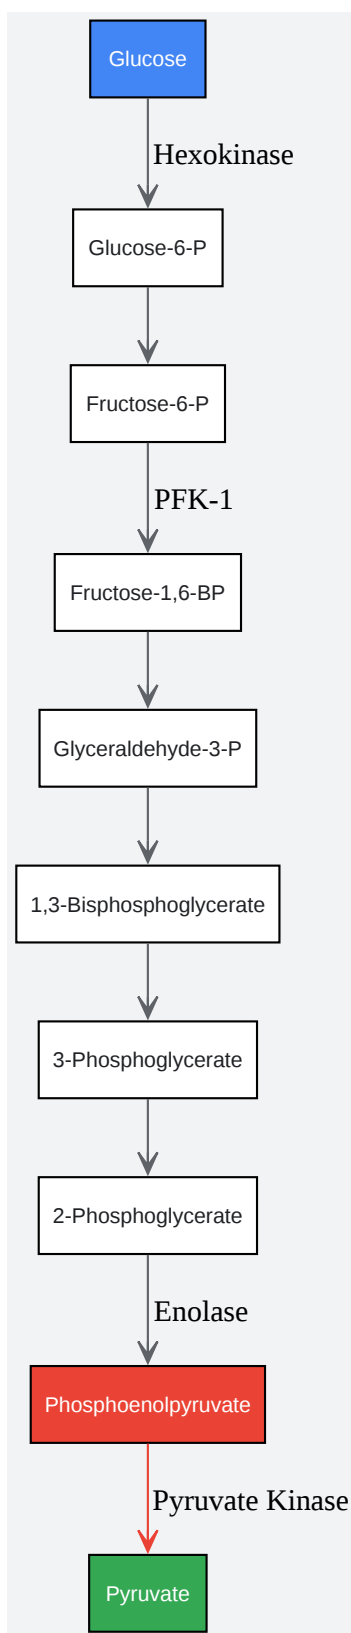 Glucose
Hexokinase
Glucose-6-P
Fructose-6-P
PFK-1
Fructose-1,6-BP
Glyceraldehyde-3-P
1,3-Bisphosphoglycerate
3-Phosphoglycerate
2-Phosphoglycerate
Enolase
Phosphoenolpyruvate
Pyruvate Kinase
Pyruvate